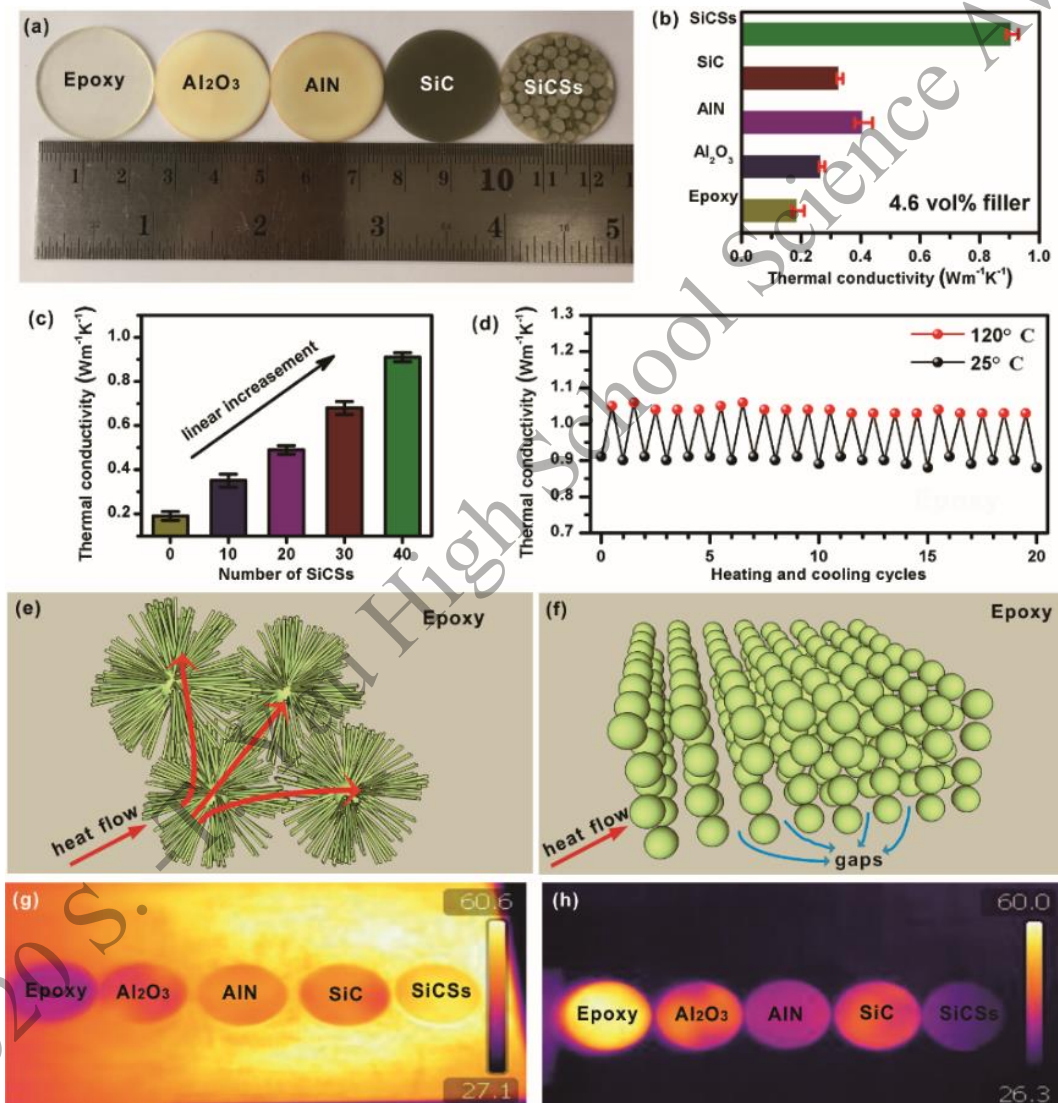 (a)
Epoxy
Al₂O₃
AlN
SiC
SiCSs
1 2 3 4 5 6 7 8 9 10 11 12 1
1 2 3 4 5
(b)
SiCSs
SiC
AlN
Al₂O₃
Epoxy
4.6 vol% filler
0.0 0.2 0.4 0.6 0.8 1.0
Thermal conductivity (Wm⁻¹K⁻¹)
(c)
Thermal conductivity (Wm⁻¹K⁻¹)
1.0
0.8
0.6
0.4
0.2
linear increasement
0 10 20 30 40
Number of SiCSs
(d)
Thermal conductivity (Wm⁻¹K⁻¹)
1.3
1.2
1.1
1.0
0.9
0.8
0.7
120° C
25° C
0 5 10 15 20
Heating and cooling cycles
(e)
Epoxy
heat flow
(f)
Epoxy
heat flow
gaps
(g)
60.6
Epoxy
Al₂O₃
AlN
SiC
SiCSs
27.1
(h)
60.0
Epoxy
Al₂O₃
AlN
SiC
SiCSs
26.3
High School Science